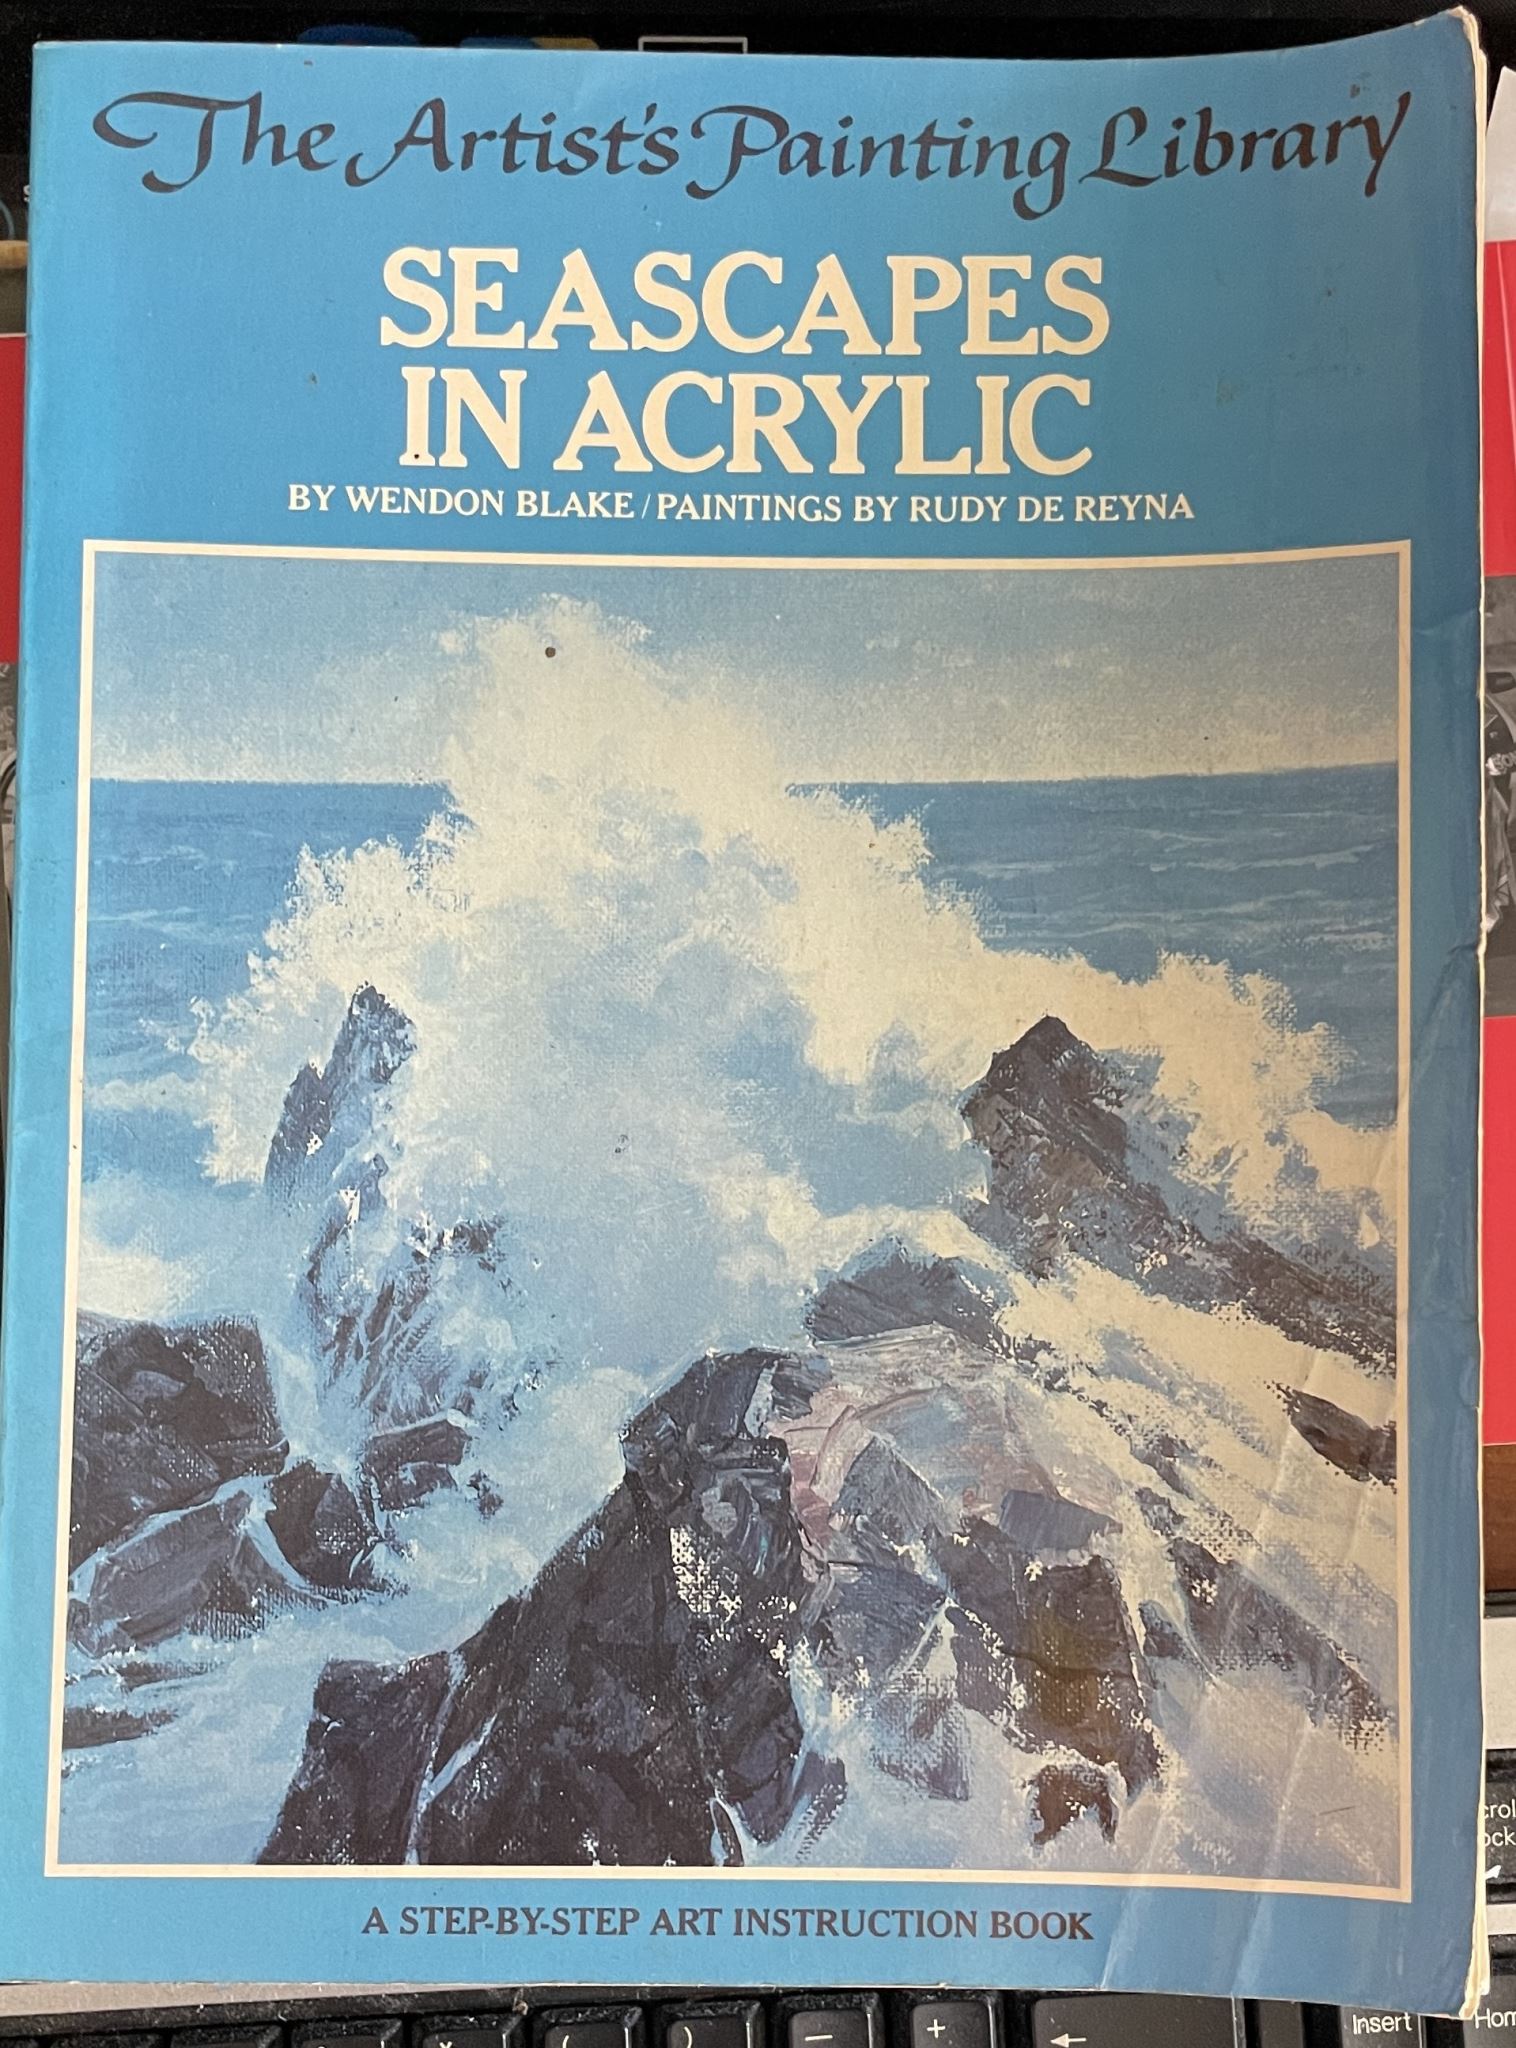 The Artist's Painting Library
SEASCAPES
IN ACRYLIC
BY WENDON BLAKE/PAINTINGS BY RUDY DE REYNA
A STEP-BY-STEP ART INSTRUCTION BOOK
( ) – +
Insert
Hom